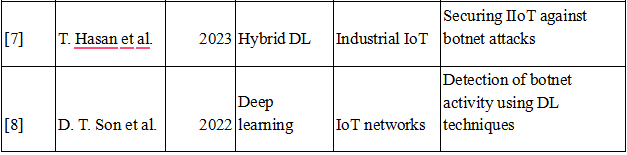 Securing IIoT against
[7] T. Hasan et al. 2023 Hybrid DL Industrial IoT botnet attacks
Detection of botnet
Deep activity using DL
[8] D. T. Son et al. 2022 learning IoT networks techniques